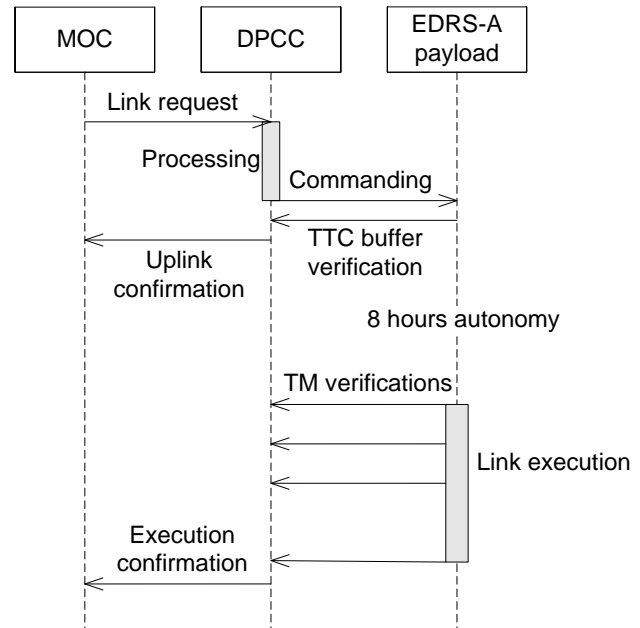 MOC
DPCC
EDRS-A
payload
Link request
Processing
Commanding
TTC buffer
verification
Uplink
confirmation
8 hours autonomy
TM verifications
Link execution
Execution
confirmation